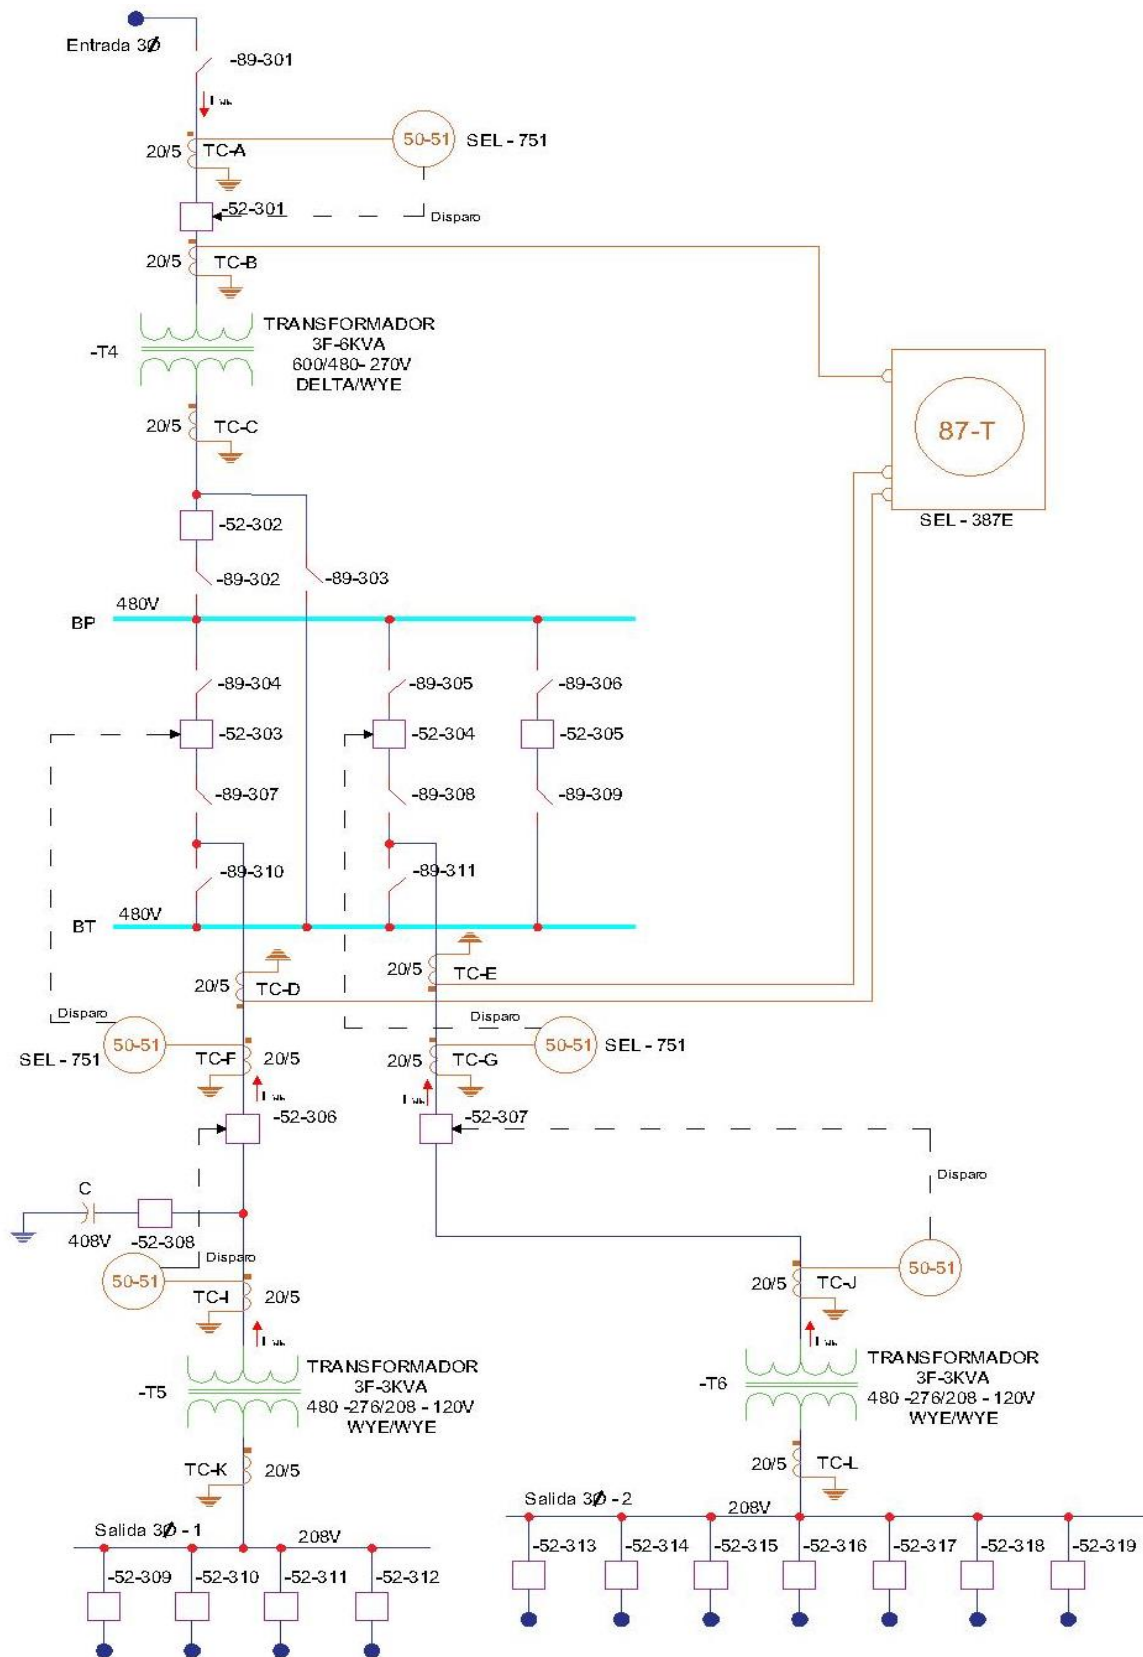 Entrada 3Ø
-89-301
50-51
SEL - 751
20/5
TC-A
-52-301
Disparo
20/5
TC-B
TRANSFORMADOR
3F-6KVA
600/480- 270V
DELTA/WYE
-T4
20/5
TC-C
87-T
SEL - 387E
-52-302
-89-302
-89-303
480V
BP
-89-304
-89-305
-89-306
-52-303
-52-304
-52-305
-89-307
-89-308
-89-309
-89-310
-89-311
480V
BT
20/5
TC-D
20/5
TC-E
Disparo
Disparo
50-51
SEL - 751
TC-F
20/5
20/5
TC-G
50-51
SEL - 751
-52-306
-52-307
Disparo
C
408V
-52-308
Disparo
50-51
TC-I
20/5
20/5
TC-J
50-51
-T5
TRANSFORMADOR
3F-3KVA
480 -276/208 - 120V
WYE/WYE
-T6
TRANSFORMADOR
3F-3KVA
480 -276/208 - 120V
WYE/WYE
TC-K
20/5
20/5
TC-L
Salida 3Ø - 2
208V
Salida 3Ø - 1
208V
-52-313
-52-314
-52-315
-52-316
-52-317
-52-318
-52-319
-52-309
-52-310
-52-311
-52-312